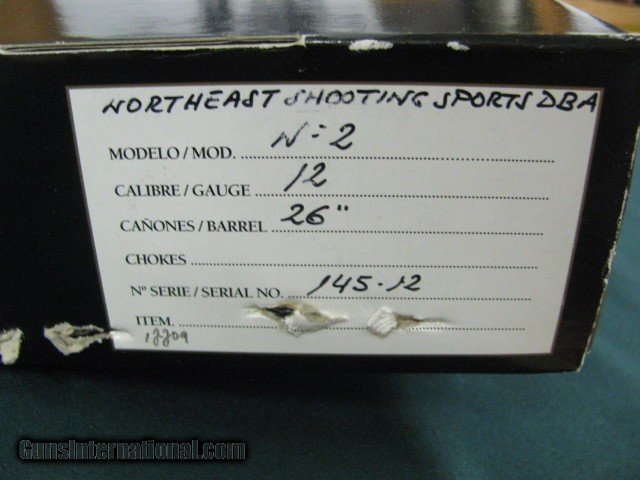 NORTHEAST SHOOTING SPORTS DBA
MODELO / MOD. Nº 2
CALIBRE / GAUGE 12
CAÑONES / BARREL 26"
CHOKES
Nº SERIE / SERIAL NO. 145.12
ITEM.
GunsInternational.com